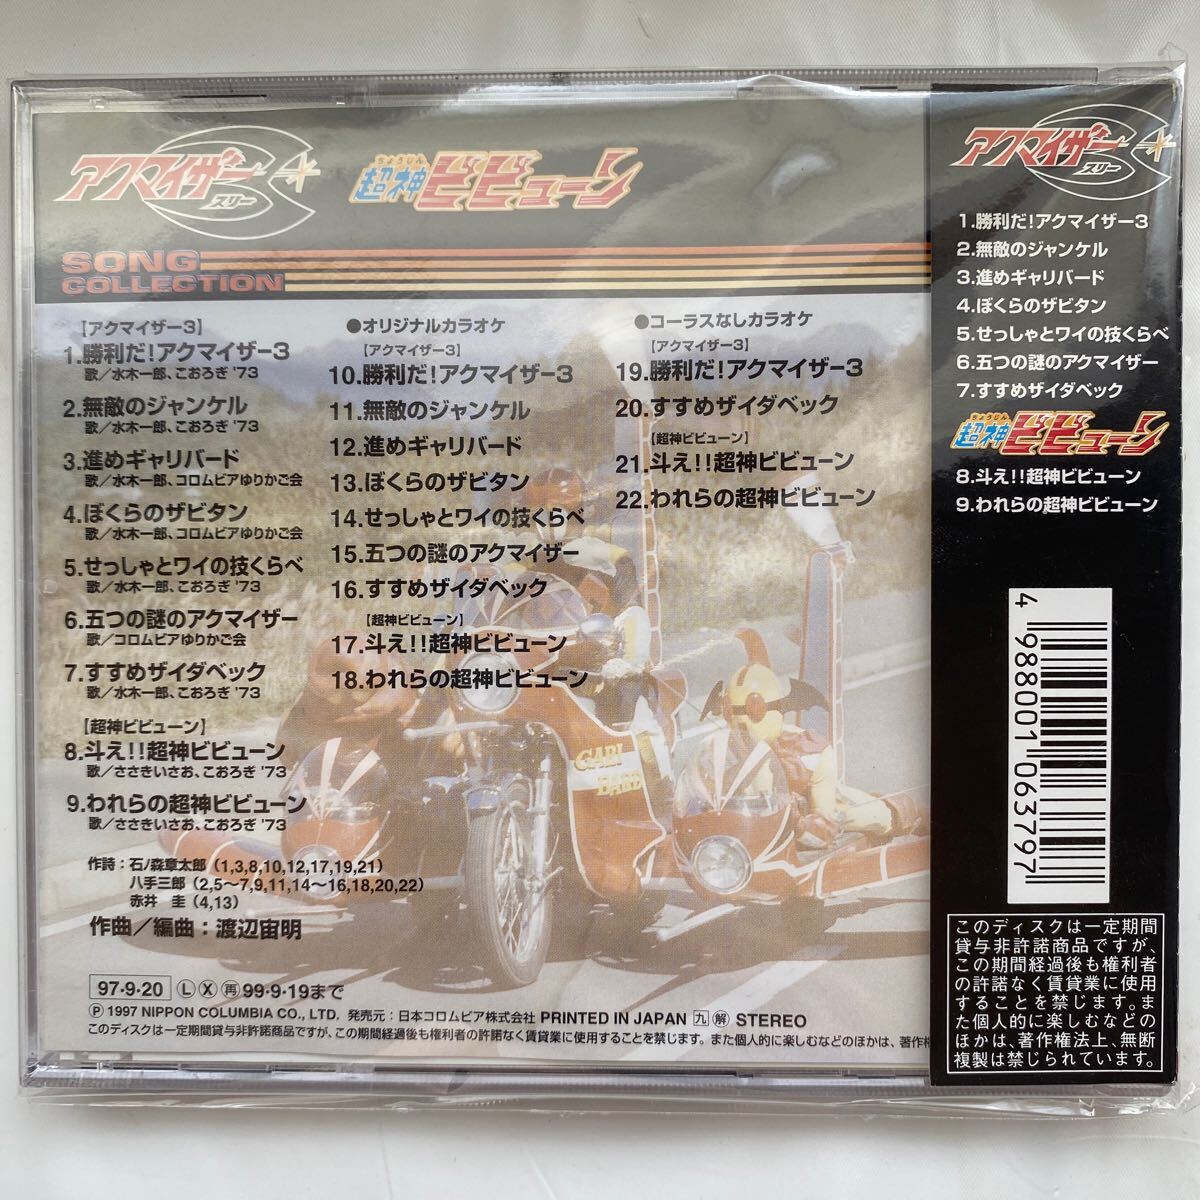 アクマイザー3
スリー
ちょうじん
超神ビビューン
SONG
COLLECTION
【アクマイザー3】
1.勝利だ!アクマイザー3
歌／水木一郎、こおろぎ '73
2.無敵のジャンケル
歌／水木一郎、こおろぎ '73
3.進めギャリバード
歌／水木一郎、コロムビアゆりかご会
4.ぼくらのザビタン
歌／水木一郎、コロムビアゆりかご会
5.せっしゃとワイの技くらべ
歌／水木一郎、こおろぎ '73
6.五つの謎のアクマイザー
歌／コロムビアゆりかご会
7.すすめザイダベック
歌／水木一郎、こおろぎ '73
【超神ビビューン】
8.斗え!!超神ビビューン
歌／ささきいさお、こおろぎ '73
9.われらの超神ビビューン
歌／ささきいさお、こおろぎ '73
●オリジナルカラオケ
【アクマイザー3】
10.勝利だ!アクマイザー3
11.無敵のジャンケル
12.進めギャリバード
13.ぼくらのザビタン
14.せっしゃとワイの技くらべ
15.五つの謎のアクマイザー
16.すすめザイダベック
【超神ビビューン】
17.斗え!!超神ビビューン
18.われらの超神ビビューン
●コーラスなしカラオケ
【アクマイザー3】
19.勝利だ!アクマイザー3
20.すすめザイダベック
【超神ビビューン】
21.斗え!!超神ビビューン
22.われらの超神ビビューン
GABI
BARD
作詩：石ノ森章太郎（1,3,8,10,12,17,19,21）
八手三郎（2,5〜7,9,11,14〜16,18,20,22）
赤井 圭（4,13）
作曲／編曲：渡辺宙明
97・9・20 Ⓛ Ⓧ 再 99・9・19まで
Ⓟ 1997 NIPPON COLUMBIA CO., LTD. 発売元：日本コロムビア株式会社 PRINTED IN JAPAN 九 解 STEREO
このディスクは一定期間貸与非許諾商品ですが、この期間経過後も権利者の許諾なく賃貸業に使用することを禁じます。また個人的に楽しむなどのほかは、著作権
アクマイザー3
スリー
1.勝利だ!アクマイザー3
2.無敵のジャンケル
3.進めギャリバード
4.ぼくらのザビタン
5.せっしゃとワイの技くらべ
6.五つの謎のアクマイザー
7.すすめザイダベック
ちょうじん
超神ビビューン
8.斗え!!超神ビビューン
9.われらの超神ビビューン
4 988001 063797
このディスクは一定期間
貸与非許諾商品ですが、
この期間経過後も権利者
の許諾なく賃貸業に使用
することを禁じます。ま
た個人的に楽しむなどの
ほかは、著作権法上、無断
複製は禁じられています。